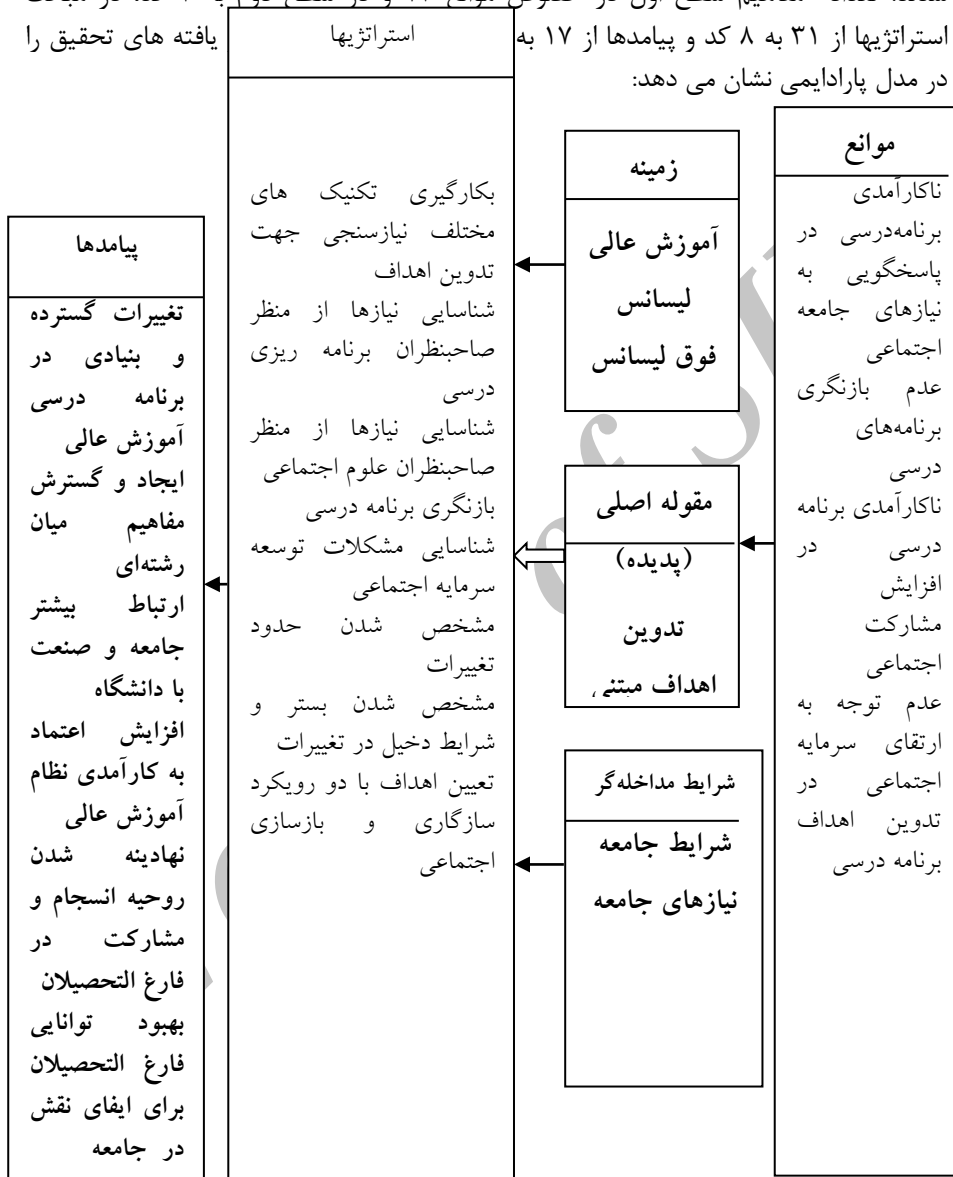 استراتژیها از ۳۱ به ۸ کد و پیامدها از ۱۷ به یافته های تحقیق را
در مدل پارادایمی نشان می دهد:
موانع
ناکارآمدی
برنامه‌درسی در
پاسخگویی به
نیازهای جامعه
اجتماعی
عدم بازنگری
برنامه‌های
درسی
ناکارآمدی برنامه
درسی در
افزایش
مشارکت
اجتماعی
عدم توجه به
ارتقای سرمایه
اجتماعی در
تدوین اهداف
برنامه درسی
زمینه
آموزش عالی
لیسانس
فوق لیسانس
مقوله اصلی
(پدیده)
تدوین
اهداف مبتنی
شرایط مداخله‌گر
شرایط جامعه
نیازهای جامعه
استراتژیها
بکارگیری تکنیک های
مختلف نیازسنجی جهت
تدوین اهداف
شناسایی نیازها از منظر
صاحبنظران برنامه ریزی
درسی
شناسایی نیازها از منظر
صاحبنظران علوم اجتماعی
بازنگری برنامه درسی
شناسایی مشکلات توسعه
سرمایه اجتماعی
مشخص شدن حدود
تغییرات
مشخص شدن بستر و
شرایط دخیل در تغییرات
تعیین اهداف با دو رویکرد
سازگاری و بازسازی
اجتماعی
پیامدها
تغییرات گسترده
و بنیادی در
برنامه درسی
آموزش عالی
ایجاد و گسترش
مفاهیم میان
رشته‌ای
ارتباط بیشتر
جامعه و صنعت
با دانشگاه
افزایش اعتماد
به کارآمدی نظام
آموزش عالی
نهادینه شدن
روحیه انسجام و
مشارکت در
فارغ التحصیلان
بهبود توانایی
فارغ التحصیلان
برای ایفای نقش
در جامعه